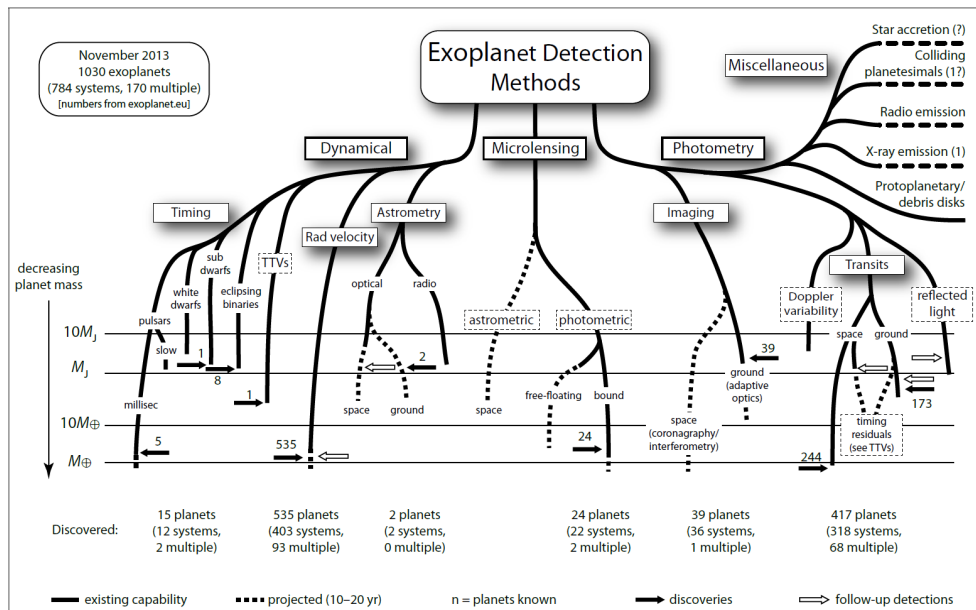 November 2013
1030 exoplanets
(784 systems, 170 multiple)
[numbers from exoplanet.eu]
Exoplanet Detection
Methods
Miscellaneous
Star accretion (?)
Colliding
planetesimals (1?)
Radio emission
X-ray emission (1)
Protoplanetary/
debris disks
Dynamical
Microlensing
Photometry
Timing
Rad velocity
Astrometry
Imaging
Transits
decreasing
planet mass
pulsars
slow
millisec
white
dwarfs
sub
dwarfs
eclipsing
binaries
TTVs
optical
radio
space
ground
astrometric
space
photometric
free-floating
bound
space
(coronagraphy/
interferometry)
ground
(adaptive
optics)
Doppler
variability
space
ground
reflected
light
timing
residuals
(see TTVs)
10MJ
MJ
10M⊕
M⊕
1
8
1
5
535
2
24
39
244
173
Discovered:
15 planets
(12 systems,
2 multiple)
535 planets
(403 systems,
93 multiple)
2 planets
(2 systems,
0 multiple)
24 planets
(22 systems,
2 multiple)
39 planets
(36 systems,
1 multiple)
417 planets
(318 systems,
68 multiple)
existing capability
projected (10–20 yr)
n = planets known
discoveries
follow-up detections